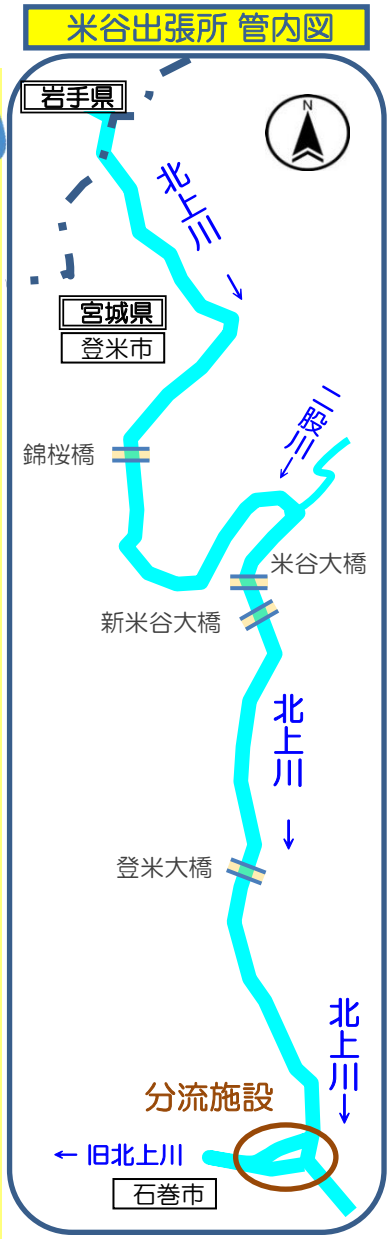 米谷出張所 管内図
岩手県
N
北上川
↓
宮城県
登米市
二股川
↓
錦桜橋
米谷大橋
新米谷大橋
北上川
↓
登米大橋
北上川
↓
分流施設
← 旧北上川
石巻市